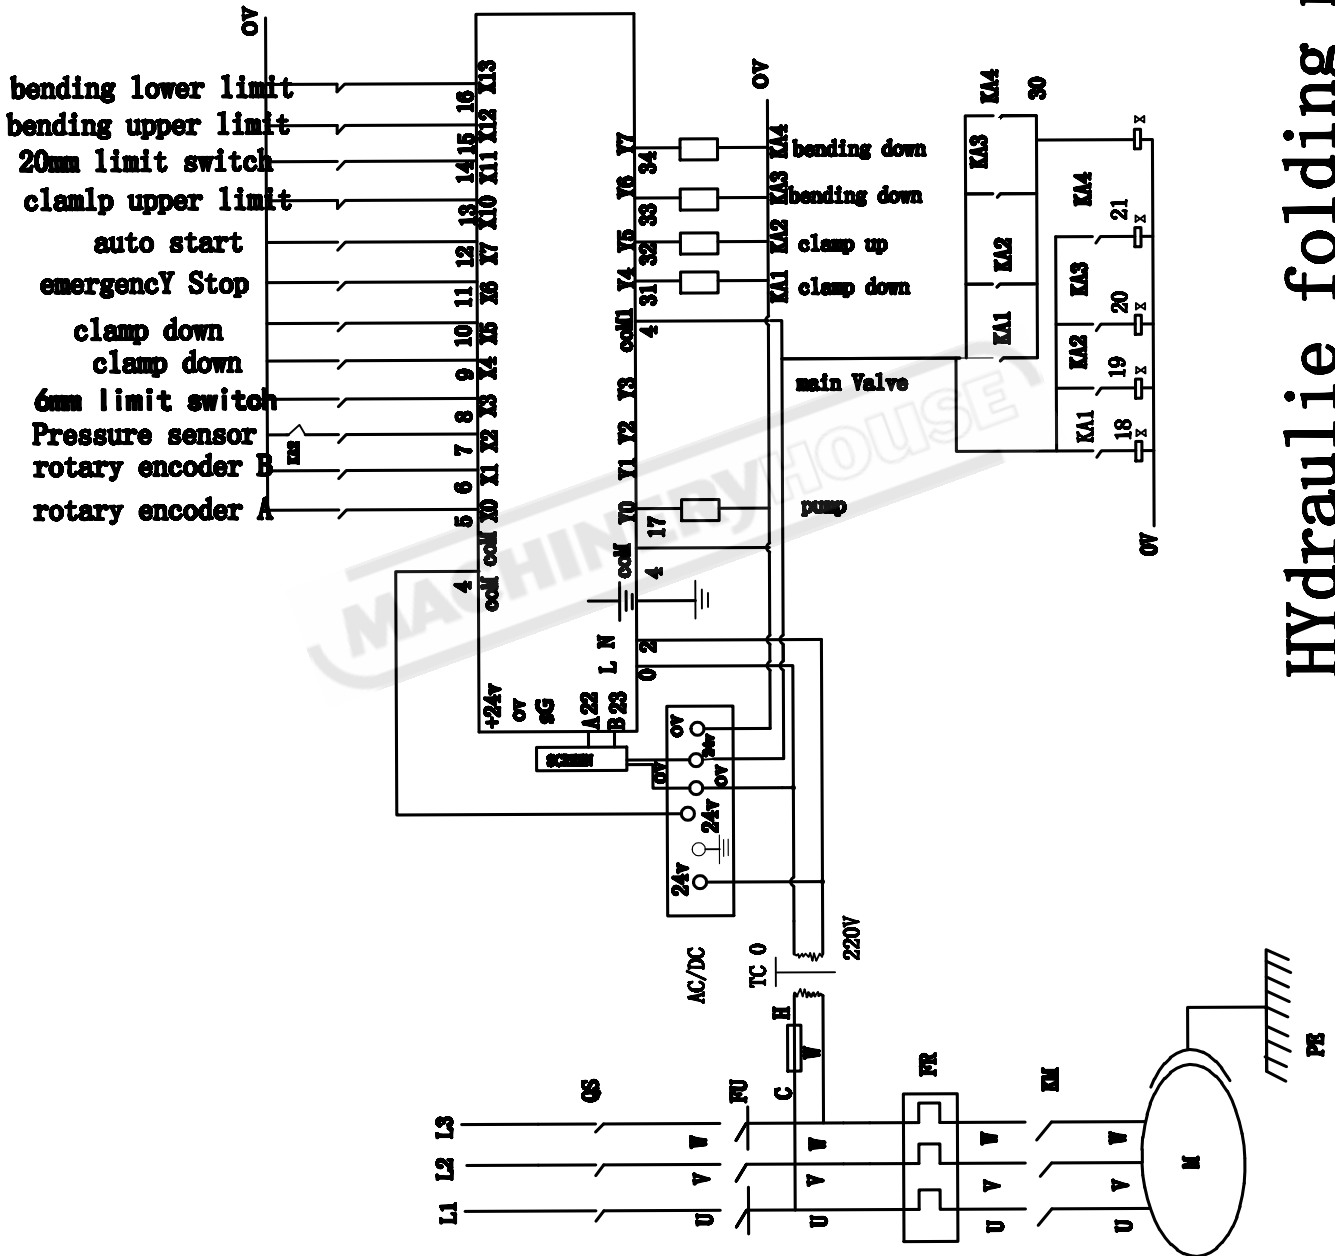 0V
bending lower limit
bending upper limit
20mm limit switch
clamlp upper limit
auto start
emergencY Stop
clamp down
clamp down
6mm limit switch
Pressure sensor
rotary encoder B
rotary encoder A
16 X13
15 X12
14 X11
13 X10
12 X7
11 X6
10 X5
9 X4
8 X3
7 X2
6 X1
5 X0
coM
4 coM
Y7 34
Y6 33
Y5 32
Y4 31
coM1 4
Y3
Y2
Y1
Y0 17
coM 4
N 2
L 0
+24v
0v
sG
A 22
B 23
0V
KA4 bending down
KA3 bending down
KA2 clamp up
KA1 clamp down
main Valve
pump
KA4
30
KA3
KA2
KA1
KA4
KA3
KA2
KA1
21
20
19
18
X
X
X
X
X
0V
HYdraulie folding
MACHINERYHOUSE
SCREEN
0V
24v
0V
0V
24v
24v
AC/DC
TC 0
220V
H
W
C
L3
L2
L1
QS
FU
FR
KM
W
V
U
W
V
U
W
V
U
W
V
U
M
PE